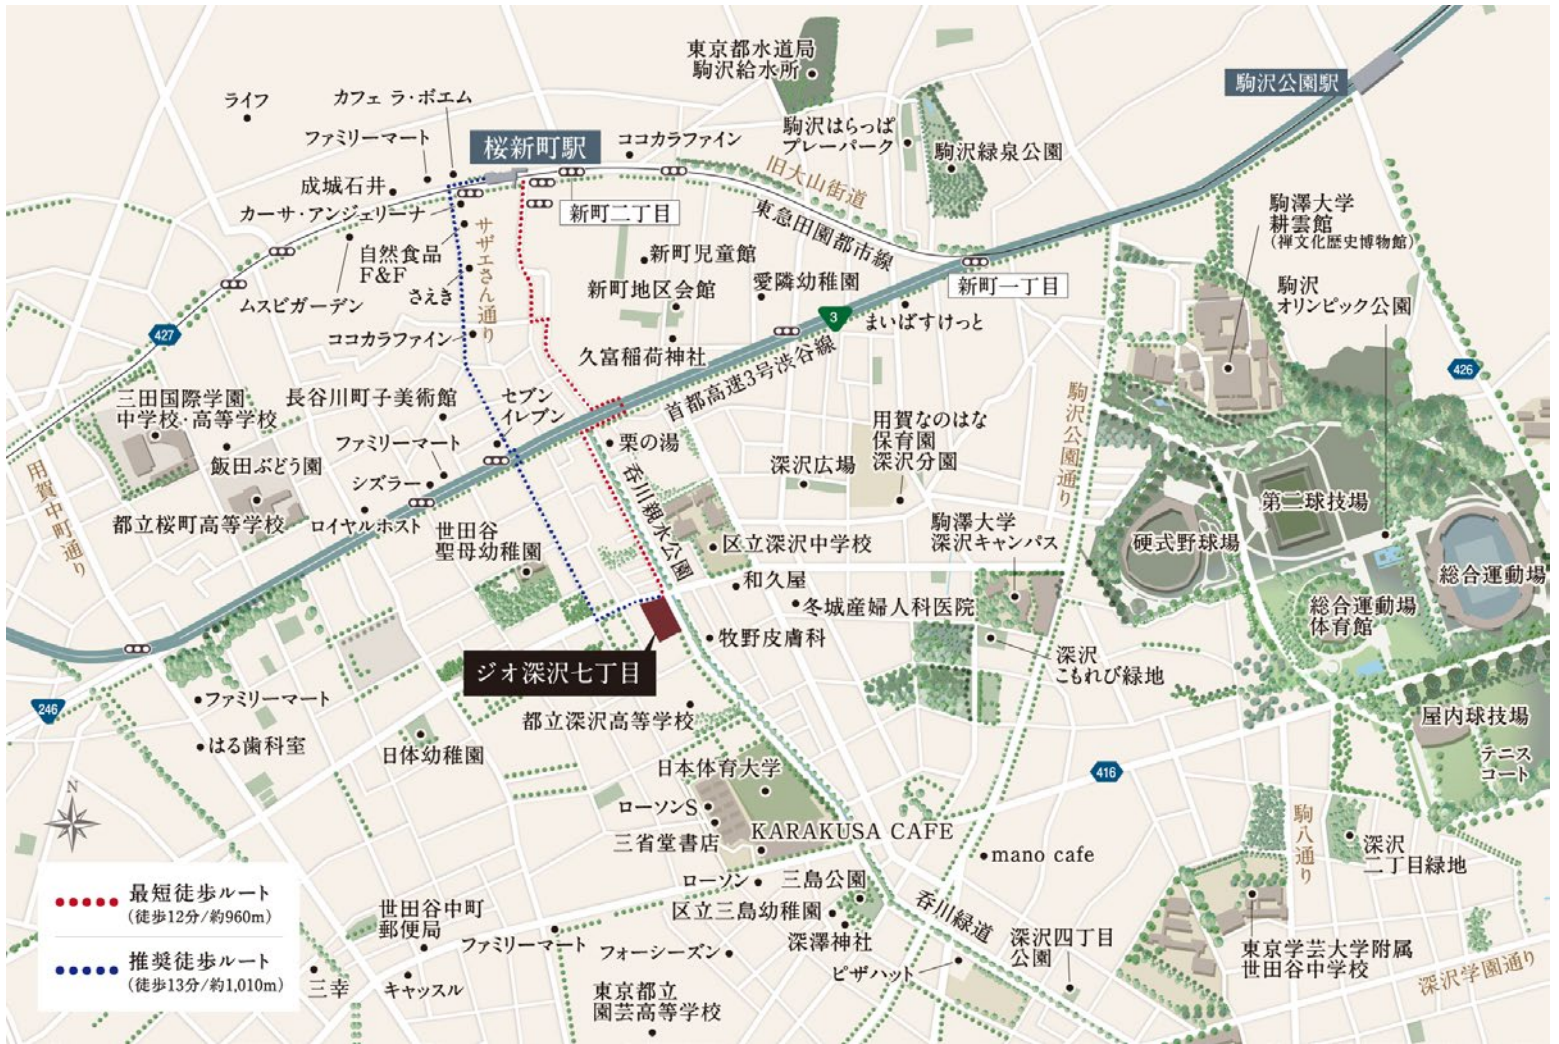 東京都水道局
駒沢給水所
駒沢公園駅
ライフ
カフェ ラ・ボエム
ファミリーマート
桜新町駅
ココカラファイン
駒沢はらっぱ
プレーパーク
駒沢緑泉公園
旧大山街道
成城石井
カーサ・アンジェリーナ
新町二丁目
東急田園都市線
駒澤大学
耕雲館
(禅文化歴史博物館)
自然食品
F&F
サザエさん通り
新町児童館
さえき
ムスビガーデン
新町地区会館
愛隣幼稚園
新町一丁目
駒沢
オリンピック公園
427
ココカラファイン
3
まいばすけっと
久富稲荷神社
首都高速3号渋谷線
426
三田国際学園
中学校・高等学校
長谷川町子美術館
セブン
イレブン
駒沢公園通り
用賀中町通り
飯田ぶどう園
ファミリーマート
シズラー
栗の湯
用賀なのはな
保育園
深沢分園
深沢広場
呑川親水公園
第二球技場
都立桜町高等学校
ロイヤルホスト
世田谷
聖母幼稚園
区立深沢中学校
駒澤大学
深沢キャンパス
硬式野球場
総合運動場
和久屋
冬城産婦人科医院
総合運動場
体育館
牧野皮膚科
ジオ深沢七丁目
深沢
こもれび緑地
246
ファミリーマート
都立深沢高等学校
屋内球技場
はる歯科室
日体幼稚園
日本体育大学
416
テニス
コート
N
ローソンS
三省堂書店
KARAKUSA CAFE
駒八通り
深沢
二丁目緑地
mano cafe
ローソン
三島公園
最短徒歩ルート
(徒歩12分/約960m)
世田谷中町
郵便局
区立三島幼稚園
呑川緑道
ファミリーマート
深澤神社
深沢四丁目
公園
東京学芸大学附属
世田谷中学校
推奨徒歩ルート
(徒歩13分/約1,010m)
フォーシーズン
ピザハット
深沢学園通り
三幸
キャッスル
東京都立
園芸高等学校